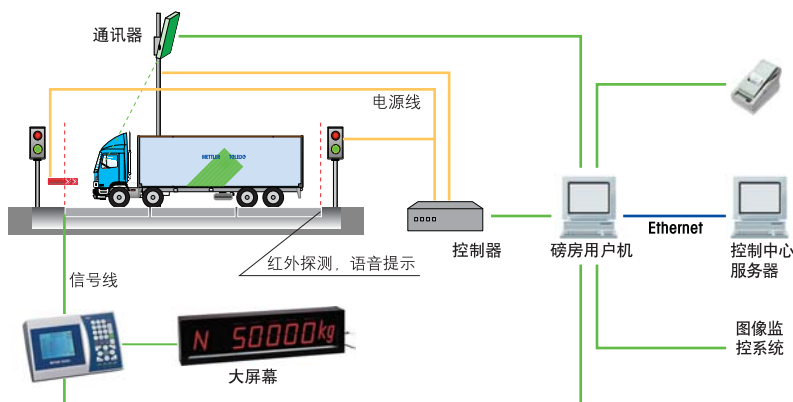 通讯器
电源线
METTLER TOLEDO
控制器
Ethernet
磅房用户机
控制中心
服务器
红外探测，语音提示
信号线
N 50000kg
大屏幕
图像监
控系统